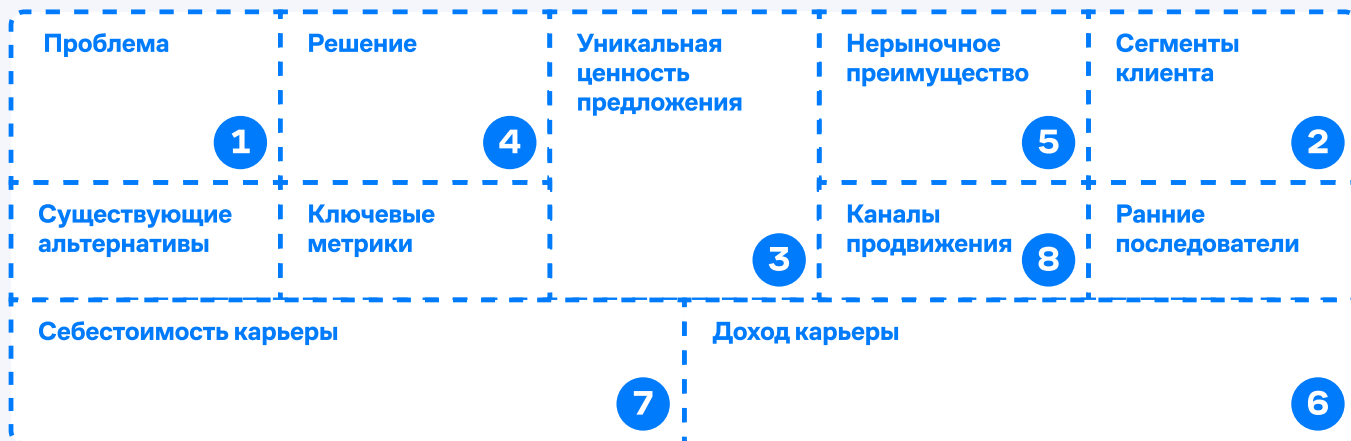 Проблема
1
Решение
4
Уникальная
ценность
предложения
3
Нерыночное
преимущество
5
Сегменты
клиента
2
Существующие
альтернативы
Ключевые
метрики
Каналы
продвижения
8
Ранние
последователи
Себестоимость карьеры
7
Доход карьеры
6